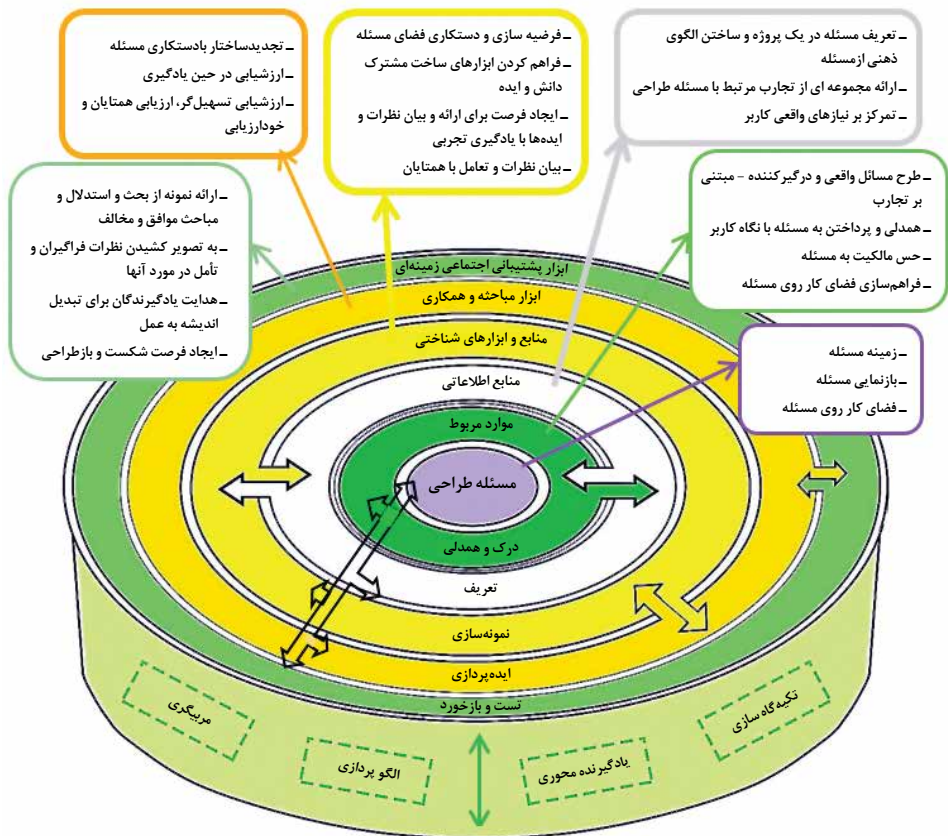 ـ تعریف مسئله در یک پروژه و ساختن الگوی
ذهنی ازمسئله
ـ ارائه مجموعه ای از تجارب مرتبط با مسئله طراحی
ـ تمرکز بر نیازهای واقعی کاربر
ـ فرضیه سازی و دستکاری فضای مسئله
ـ فراهم کردن ابزارهای ساخت مشترک
دانش و ایده
ـ ایجاد فرصت برای ارائه و بیان نظرات و
ایده‌ها با یادگیری تجربی
ـ بیان نظرات و تعامل با همتایان
ـ تجدیدساختار بادستکاری مسئله
ـ ارزشیابی در حین یادگیری
ـ ارزشیابی تسهیل‌گر، ارزیابی همتایان و
خودارزیابی
ـ طرح مسائل واقعی و درگیرکننده – مبتنی
بر تجارب
ـ همدلی و پرداختن به مسئله با نگاه کاربر
ـ حس مالکیت به مسئله
ـ فراهم‌سازی فضای کار روی مسئله
ـ ارائه نمونه از بحث و استدلال و
مباحث موافق و مخالف
ـ به تصویر کشیدن نظرات فراگیران و
تأمل در مورد آنها
ـ هدایت یادگیرندگان برای تبدیل
اندیشه به عمل
ـ ایجاد فرصت شکست و بازطراحی
ـ زمینه مسئله
ـ بازنمایی مسئله
ـ فضای کار روی مسئله
ابزار پشتیبانی اجتماعی زمینه‌ای
ابزار مباحثه و همکاری
منابع و ابزارهای شناختی
منابع اطلاعاتی
موارد مربوط
مسئله طراحی
درک و همدلی
تعریف
نمونه‌سازی
ایده‌پردازی
تست و بازخورد
تکیه‌گاه سازی
یادگیرنده محوری
الگو پردازی
مربیگری